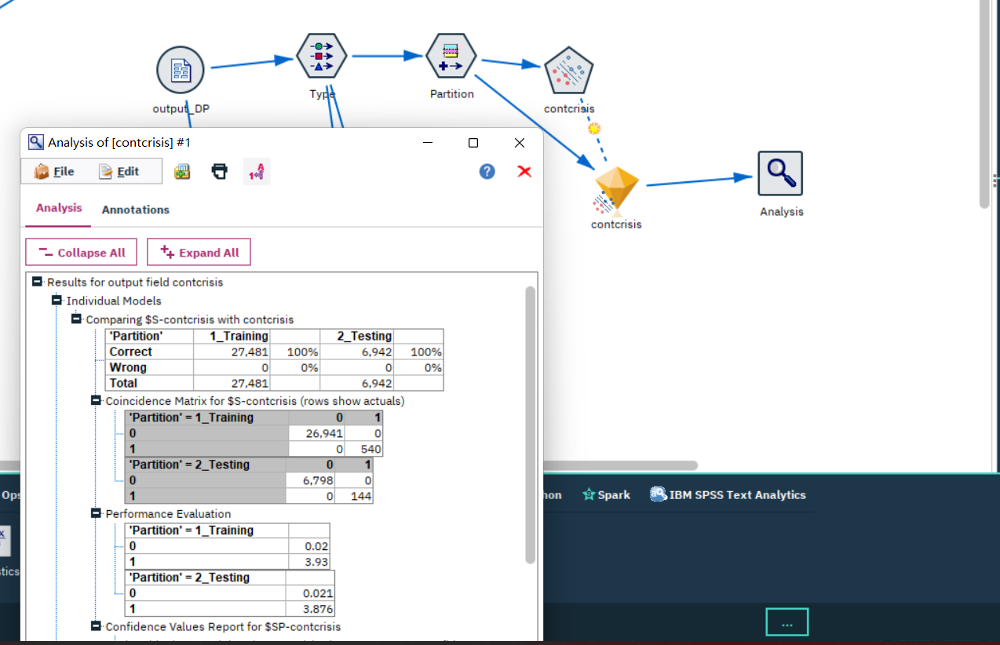 output_DP
Type
Partition
contcrisis
contcrisis
Analysis
Analysis of [contcrisis] #1
File Edit
Analysis Annotations
Collapse All Expand All
Results for output field contcrisis
Individual Models
Comparing $S-contcrisis with contcrisis
'Partition' 1_Training 2_Testing
Correct 27,481 100% 6,942 100%
Wrong 0 0% 0 0%
Total 27,481 6,942
Coincidence Matrix for $S-contcrisis (rows show actuals)
'Partition' = 1_Training 0 1
0 26,941 0
1 0 540
'Partition' = 2_Testing 0 1
0 6,798 0
1 0 144
Performance Evaluation
'Partition' = 1_Training
0 0.02
1 3.93
'Partition' = 2_Testing
0 0.021
1 3.876
Confidence Values Report for $SP-contcrisis
Spark
IBM SPSS Text Analytics
...